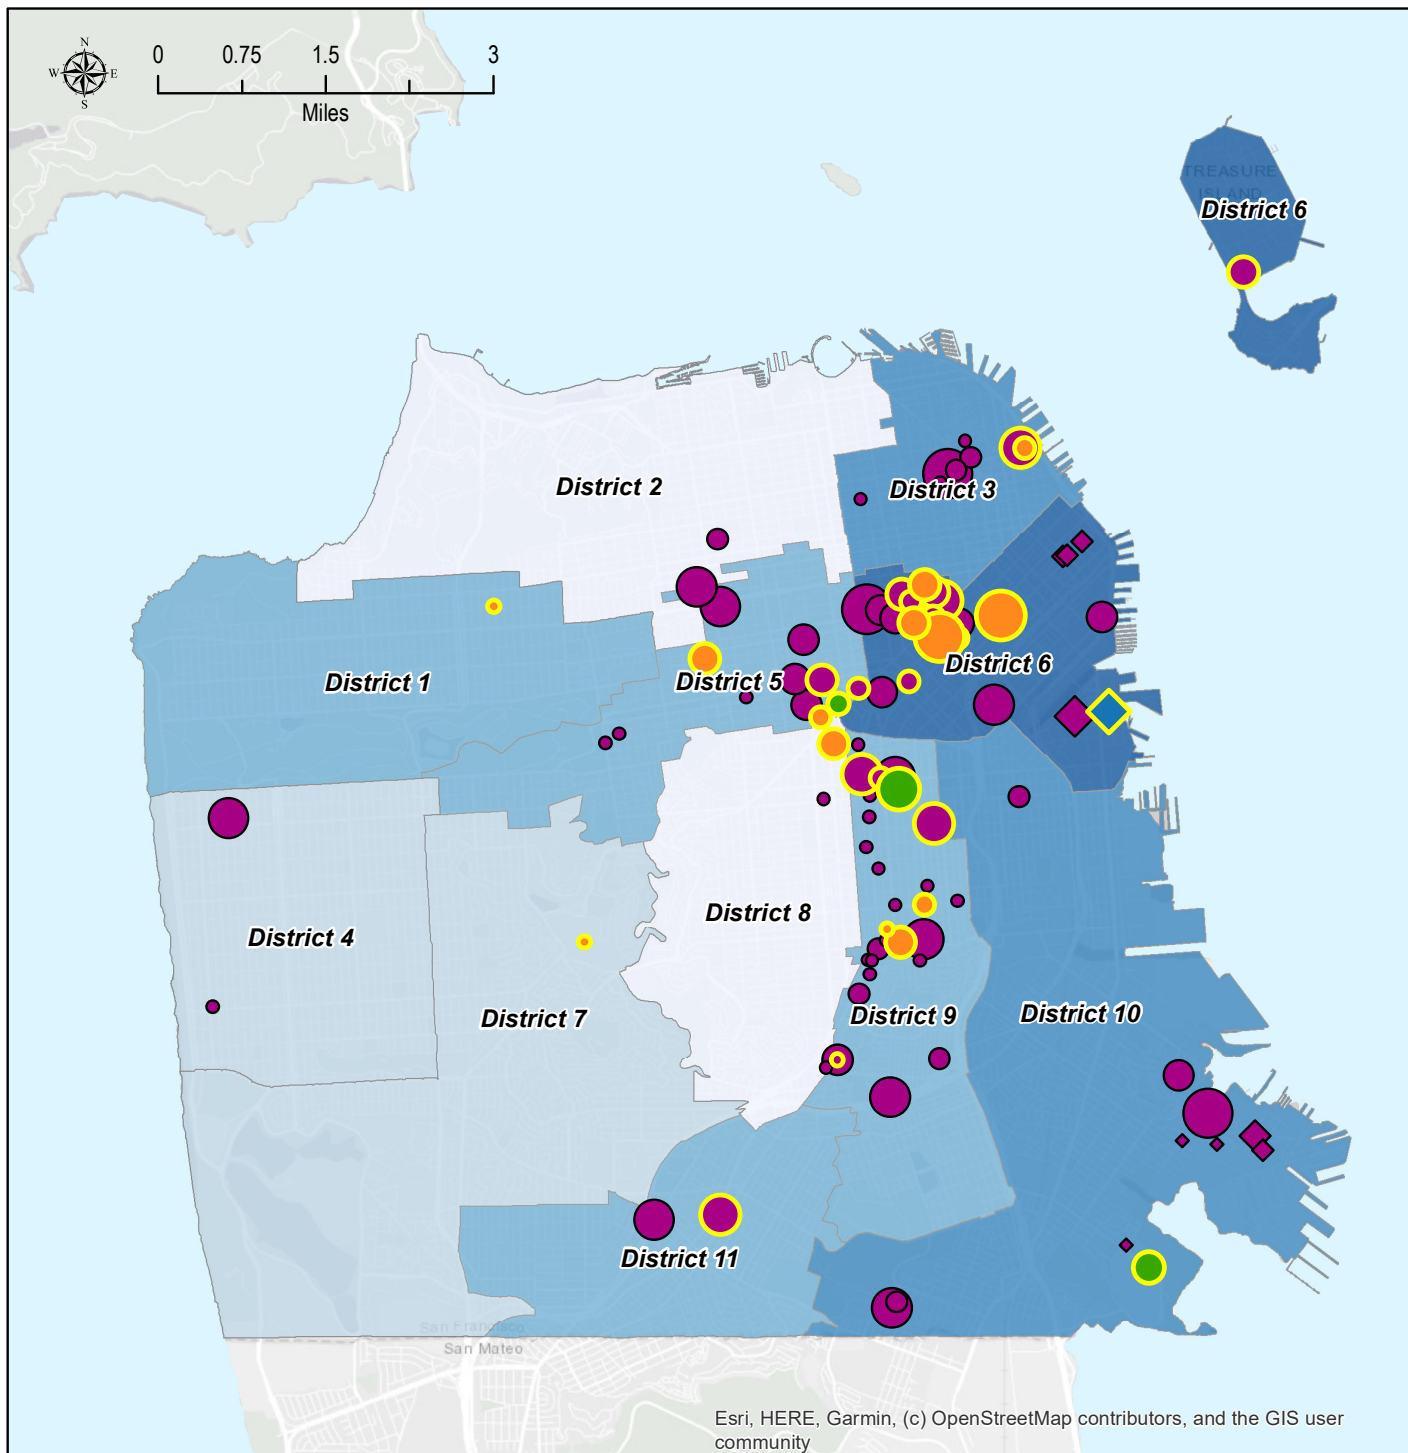 N
W E
S
0 0.75 1.5 3
Miles
TREASURE
ISLAND
District 6
District 2
District 3
District 1
District 5
District 6
District 8
District 4
District 7
District 9
District 10
District 11
San Francisco
San Mateo
Esri, HERE, Garmin, (c) OpenStreetMap contributors, and the GIS user
community